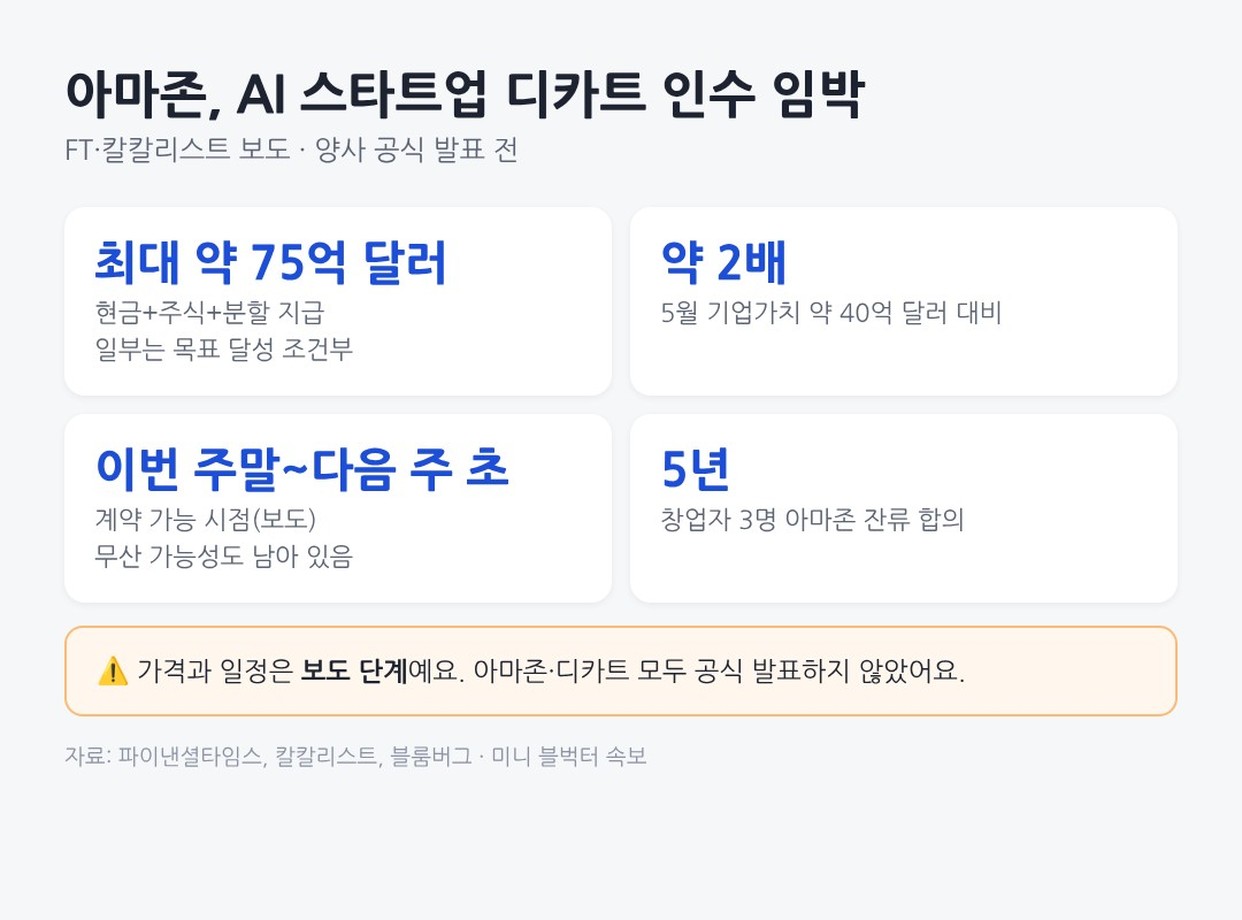 아마존, AI 스타트업 디카트 인수 임박
FT·칼칼리스트 보도 · 양사 공식 발표 전
최대 약 75억 달러
현금+주식+분할 지급
일부는 목표 달성 조건부
약 2배
5월 기업가치 약 40억 달러 대비
이번 주말~다음 주 초
계약 가능 시점(보도)
무산 가능성도 남아 있음
5년
창업자 3명 아마존 잔류 합의
⚠️ 가격과 일정은 보도 단계예요. 아마존·디카트 모두 공식 발표하지 않았어요.
자료: 파이낸셜타임스, 칼칼리스트, 블룸버그 · 미니 블벅터 속보